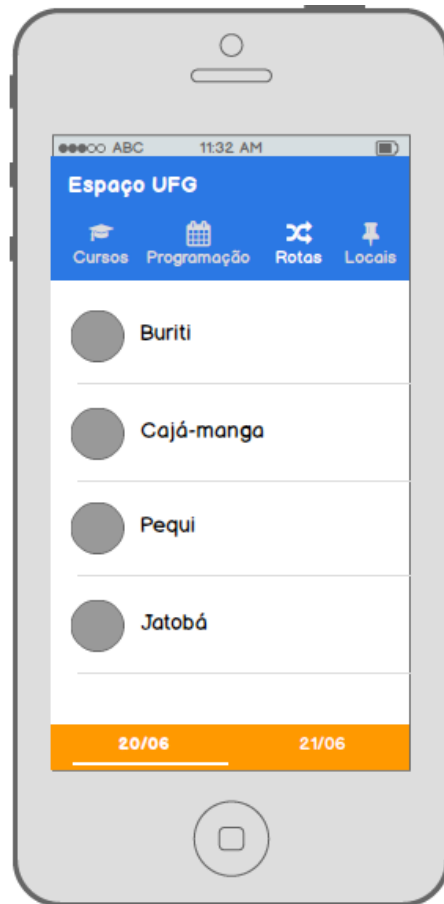 ABC 11:32 AM
Espaço UFG
Cursos Programação Rotas Locais
Buriti
Cajá-manga
Pequi
Jatobá
20/06 21/06